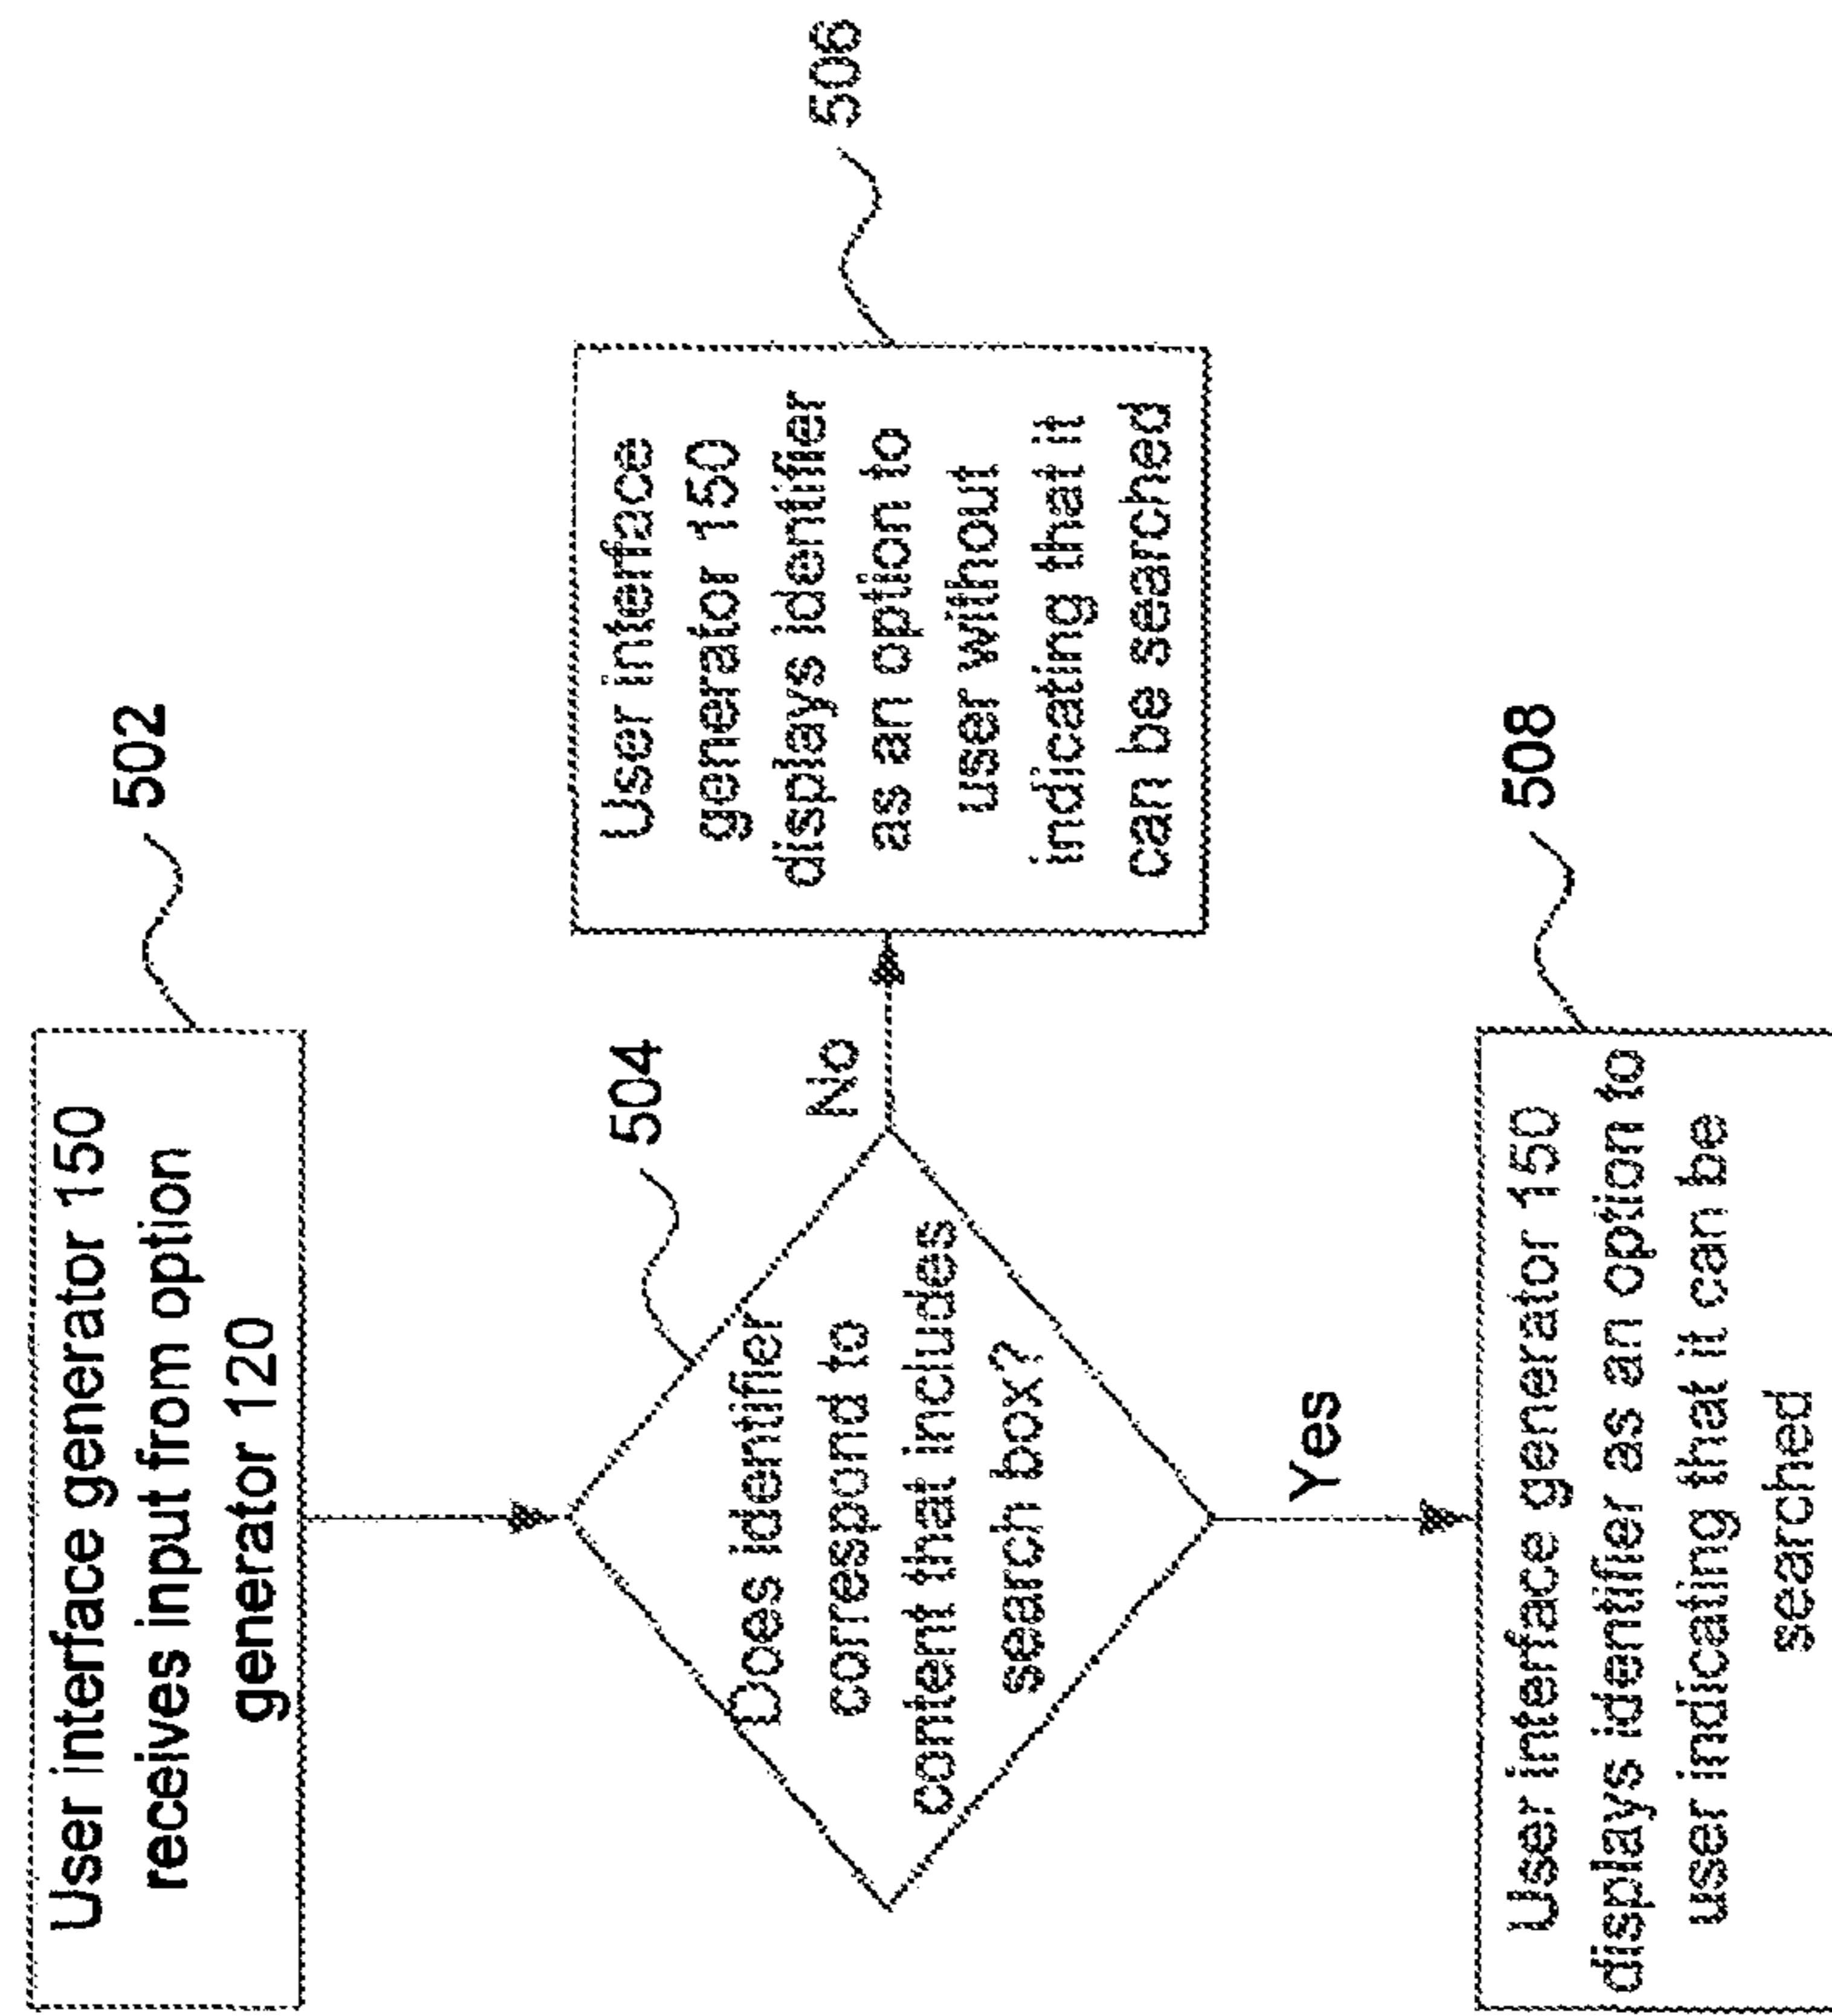 User interface generator 150
receives input from option
generator 120
502
Does identifier
correspond to
content that includes
search box?
504
No
User interface
generator 150
displays identifier
as an option to
user without
indicating that it
can be searched
506
Yes
User interface generator 150
displays identifier as an option to
user indicating that it can be
searched
508